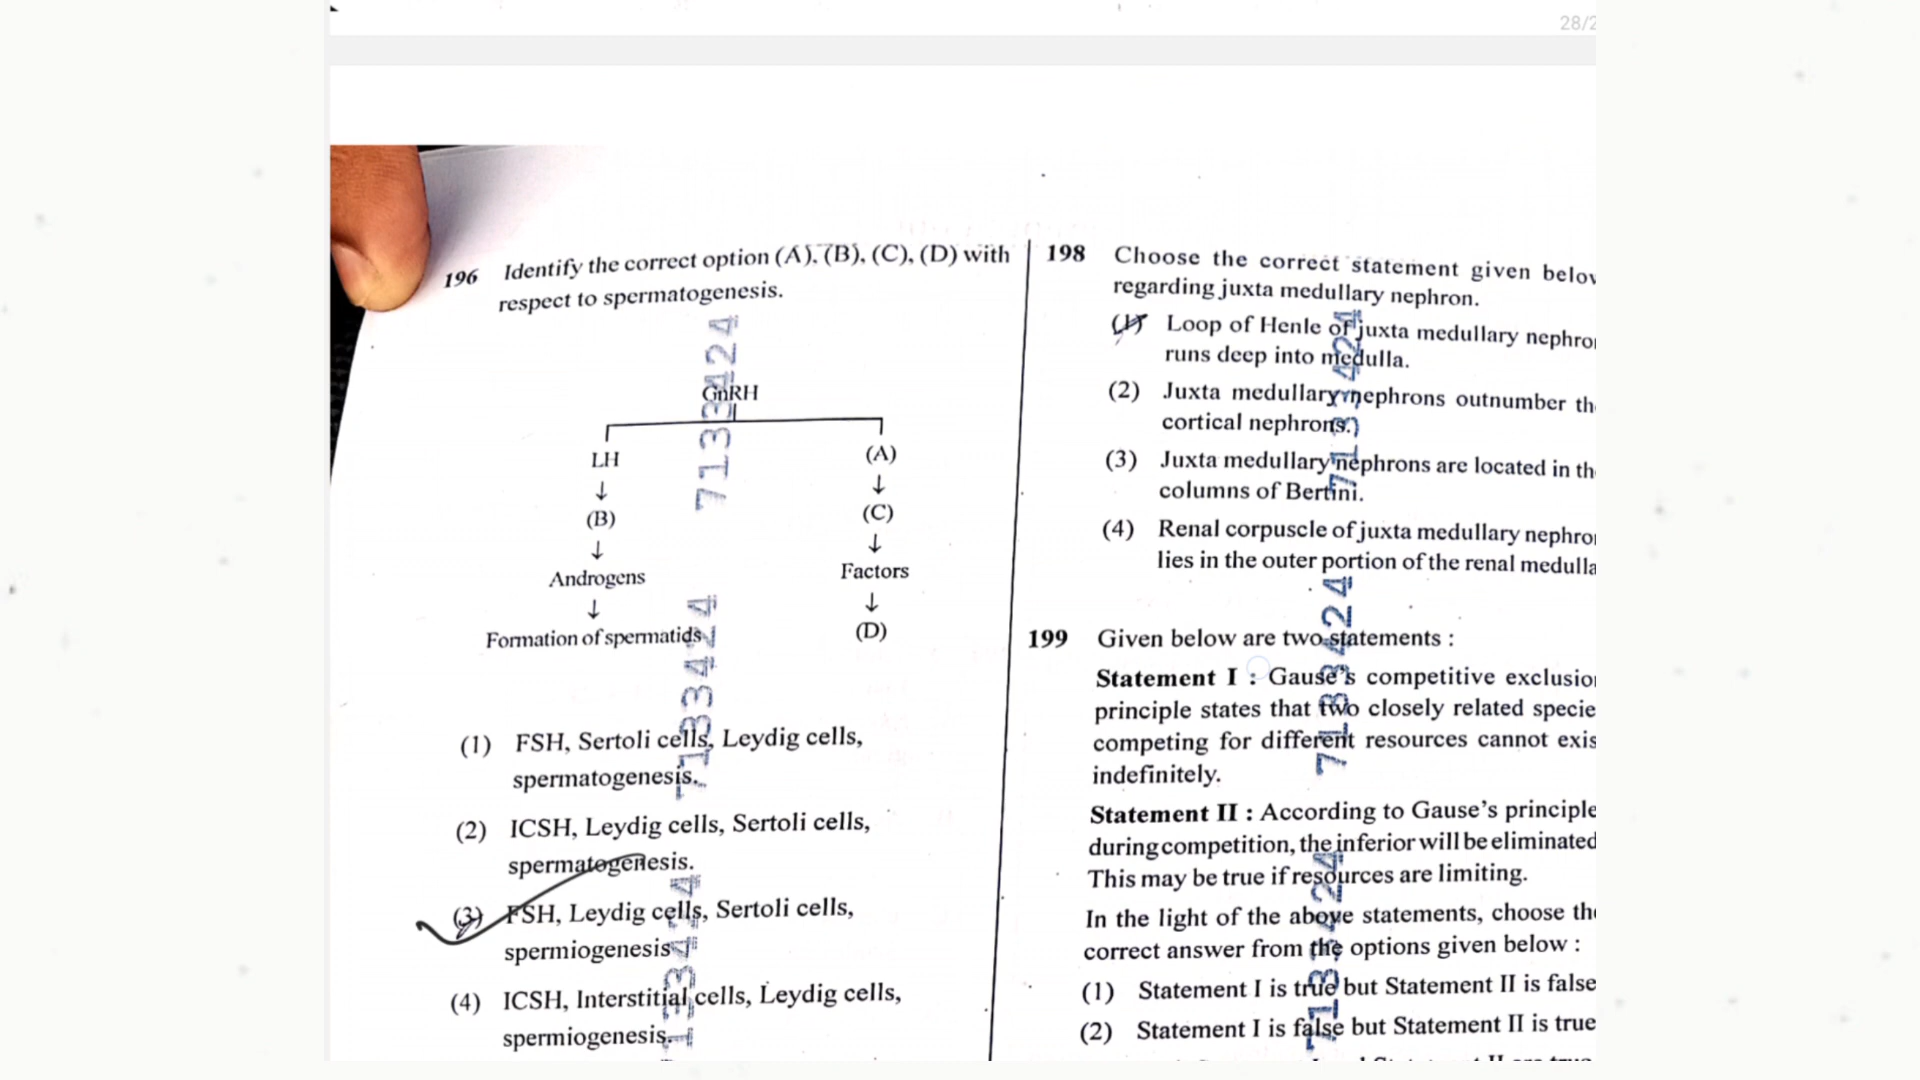 28/2
196 Identify the correct option (A), (B), (C), (D) with
respect to spermatogenesis.
GnRH
LH (A)
↓ ↓
(B) (C)
↓ ↓
Androgens Factors
↓ ↓
Formation of spermatids (D)
(1) FSH, Sertoli cells, Leydig cells,
spermatogenesis.
(2) ICSH, Leydig cells, Sertoli cells,
spermatogenesis.
(3) FSH, Leydig cells, Sertoli cells,
spermiogenesis
(4) ICSH, Interstitial cells, Leydig cells,
spermiogenesis.
7133424
7133424
133424
198 Choose the correct statement given below
regarding juxta medullary nephron.
(1) Loop of Henle of juxta medullary nephro
runs deep into medulla.
(2) Juxta medullary nephrons outnumber th
cortical nephrons.
(3) Juxta medullary nephrons are located in th
columns of Bertini.
(4) Renal corpuscle of juxta medullary nephro
lies in the outer portion of the renal medulla
199 Given below are two statements :
Statement I : Gause's competitive exclusio
principle states that two closely related specie
competing for different resources cannot exis
indefinitely.
Statement II : According to Gause's principle
during competition, the inferior will be eliminated
This may be true if resources are limiting.
In the light of the above statements, choose the
correct answer from the options given below :
(1) Statement I is true but Statement II is false
(2) Statement I is false but Statement II is true
7133424
7133424
7133424